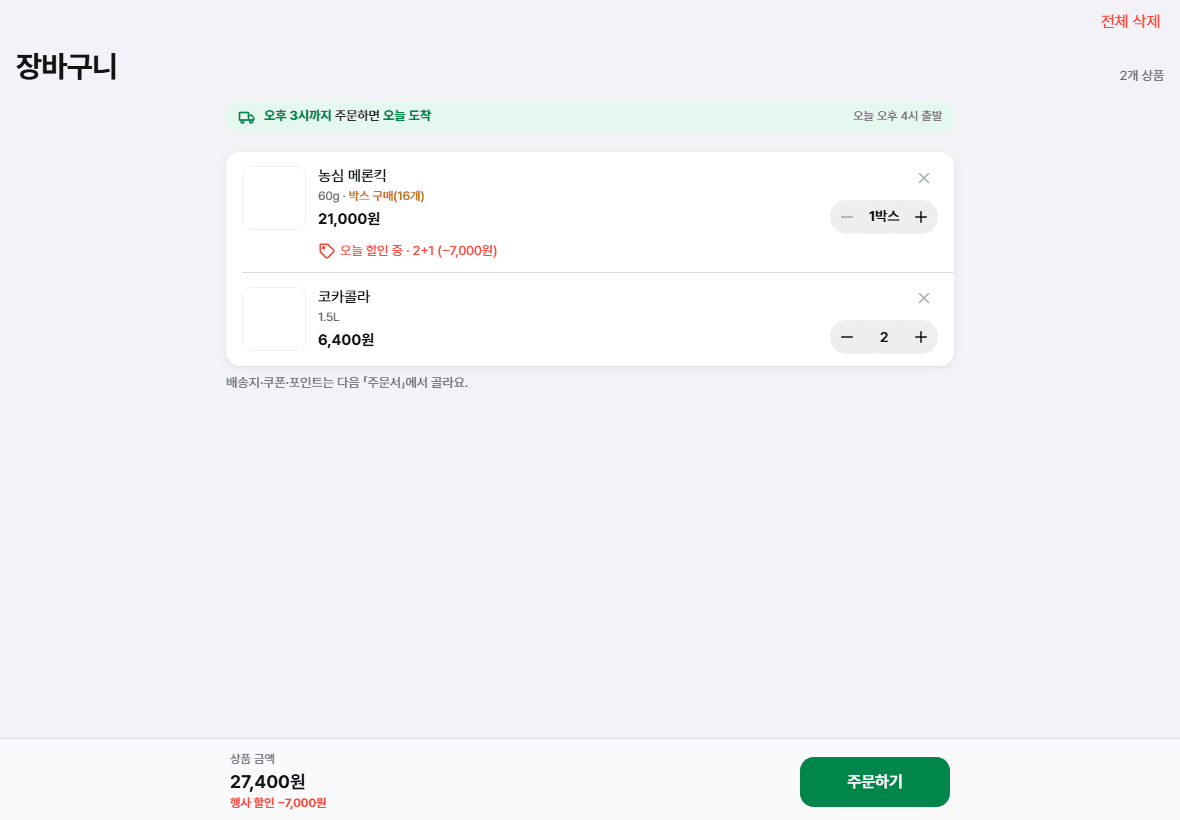 전체 삭제
장바구니
2개 상품
오후 3시까지 주문하면 오늘 도착
오늘 오후 4시 출발
농심 메론킥
60g · 박스 구매(16개)
21,000원
1박스
오늘 할인 중 · 2+1 (−7,000원)
코카콜라
1.5L
6,400원
2
배송지·쿠폰·포인트는 다음 「주문서」에서 골라요.
상품 금액
27,400원
행사 할인 −7,000원
주문하기